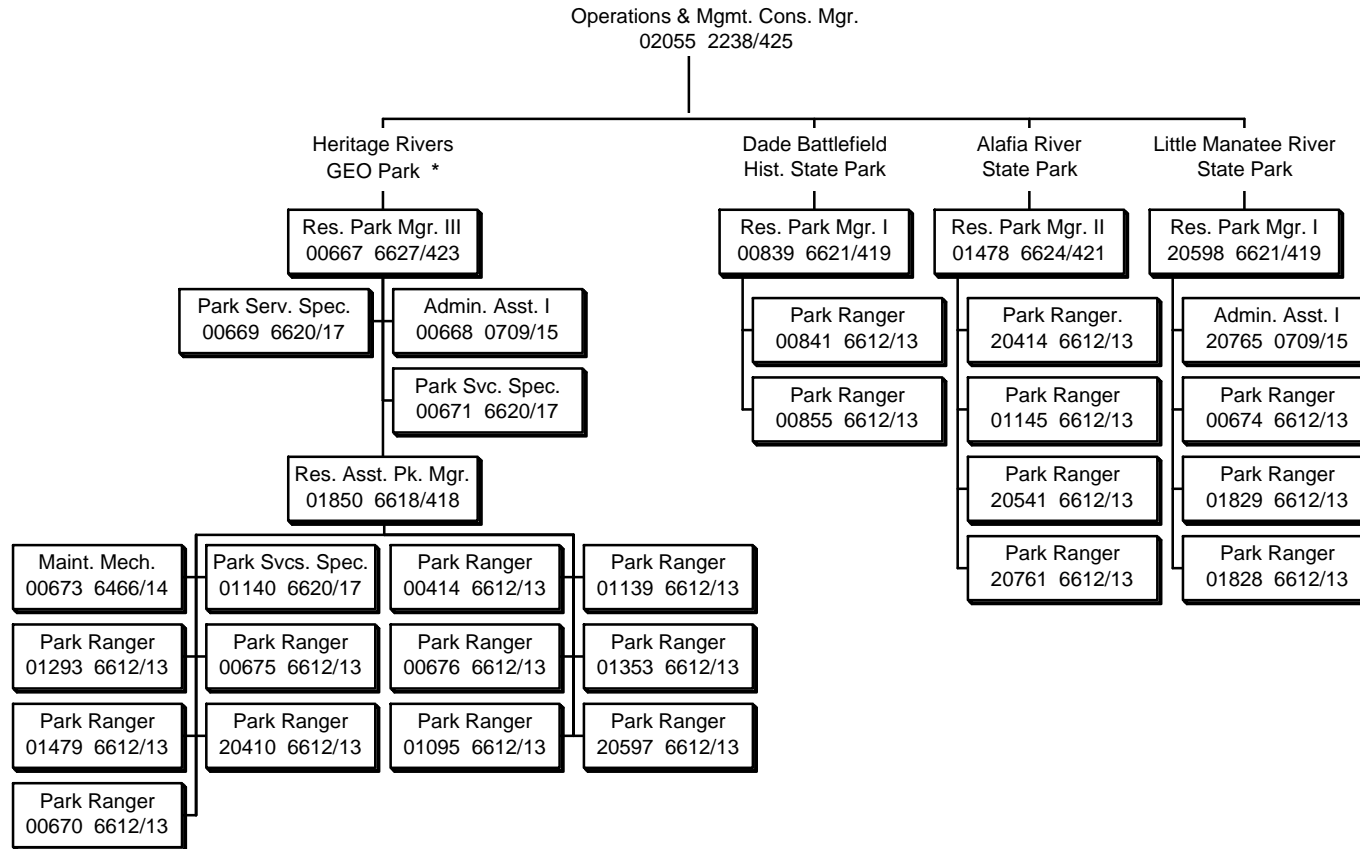 Operations & Mgmt. Cons. Mgr.
02055 2238/425
Heritage Rivers
GEO Park *
Res. Park Mgr. III
00667 6627/423
Park Serv. Spec.
00669 6620/17
Admin. Asst. I
00668 0709/15
Park Svc. Spec.
00671 6620/17
Res. Asst. Pk. Mgr.
01850 6618/418
Maint. Mech.
00673 6466/14
Park Svcs. Spec.
01140 6620/17
Park Ranger
00414 6612/13
Park Ranger
01139 6612/13
Park Ranger
01293 6612/13
Park Ranger
00675 6612/13
Park Ranger
00676 6612/13
Park Ranger
01353 6612/13
Park Ranger
01479 6612/13
Park Ranger
20410 6612/13
Park Ranger
01095 6612/13
Park Ranger
20597 6612/13
Park Ranger
00670 6612/13
Dade Battlefield
Hist. State Park
Res. Park Mgr. I
00839 6621/419
Park Ranger
00841 6612/13
Park Ranger
00855 6612/13
Alafia River
State Park
Res. Park Mgr. II
01478 6624/421
Park Ranger.
20414 6612/13
Park Ranger
01145 6612/13
Park Ranger
20541 6612/13
Park Ranger
20761 6612/13
Little Manatee River
State Park
Res. Park Mgr. I
20598 6621/419
Admin. Asst. I
20765 0709/15
Park Ranger
00674 6612/13
Park Ranger
01829 6612/13
Park Ranger
01828 6612/13